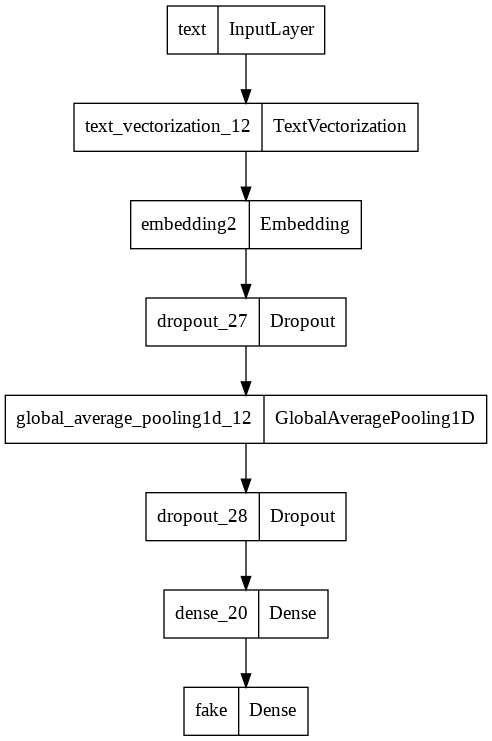 text InputLayer
text_vectorization_12 TextVectorization
embedding2 Embedding
dropout_27 Dropout
global_average_pooling1d_12 GlobalAveragePooling1D
dropout_28 Dropout
dense_20 Dense
fake Dense